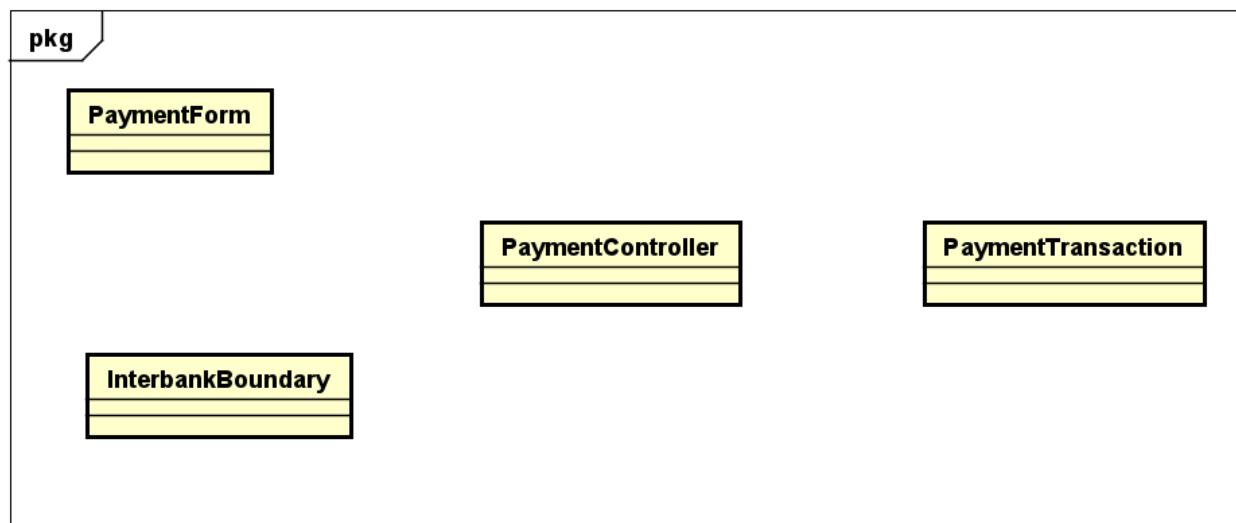 pkg
PaymentForm
PaymentController
PaymentTransaction
InterbankBoundary